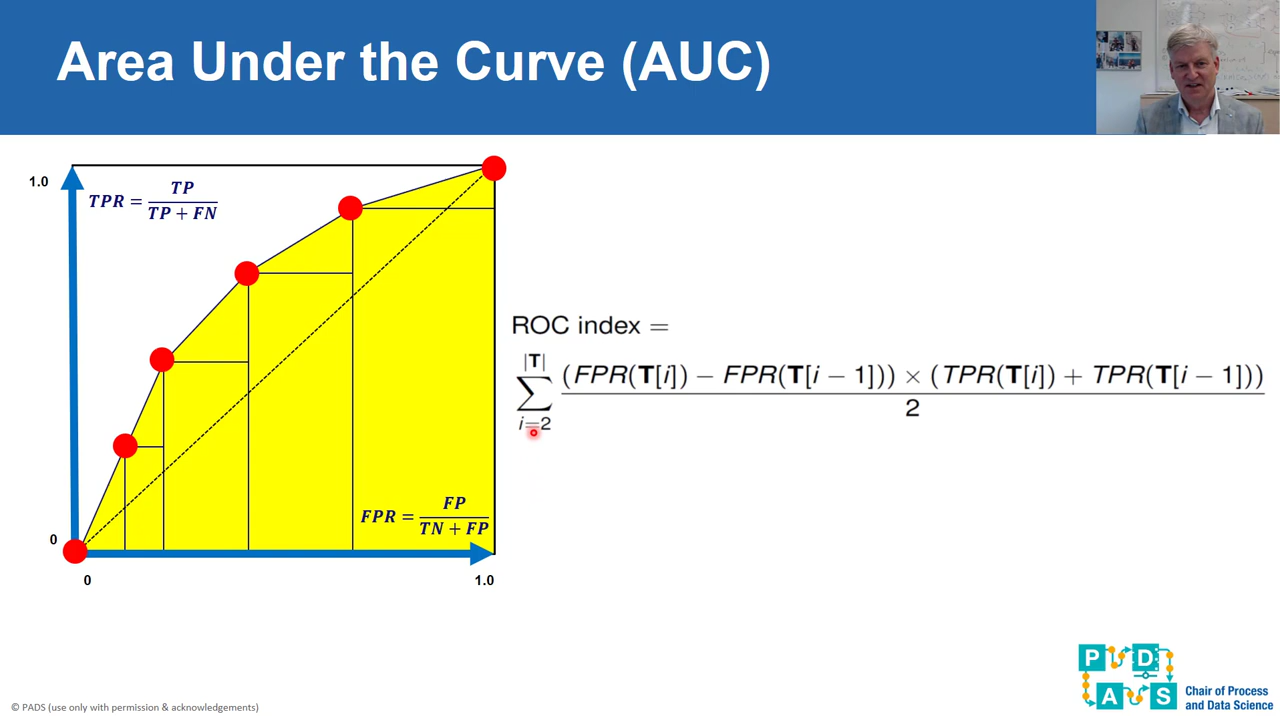 Area Under the Curve (AUC)
1.0
TPR = TP / (TP + FN)
ROC index =
|T|
∑ (FPR(T[i]) − FPR(T[i − 1])) × (TPR(T[i]) + TPR(T[i − 1])) / 2
i=2
FPR = FP / (TN + FP)
0
0
1.0
P D
A S
Chair of Process
and Data Science
© PADS (use only with permission & acknowledgements)